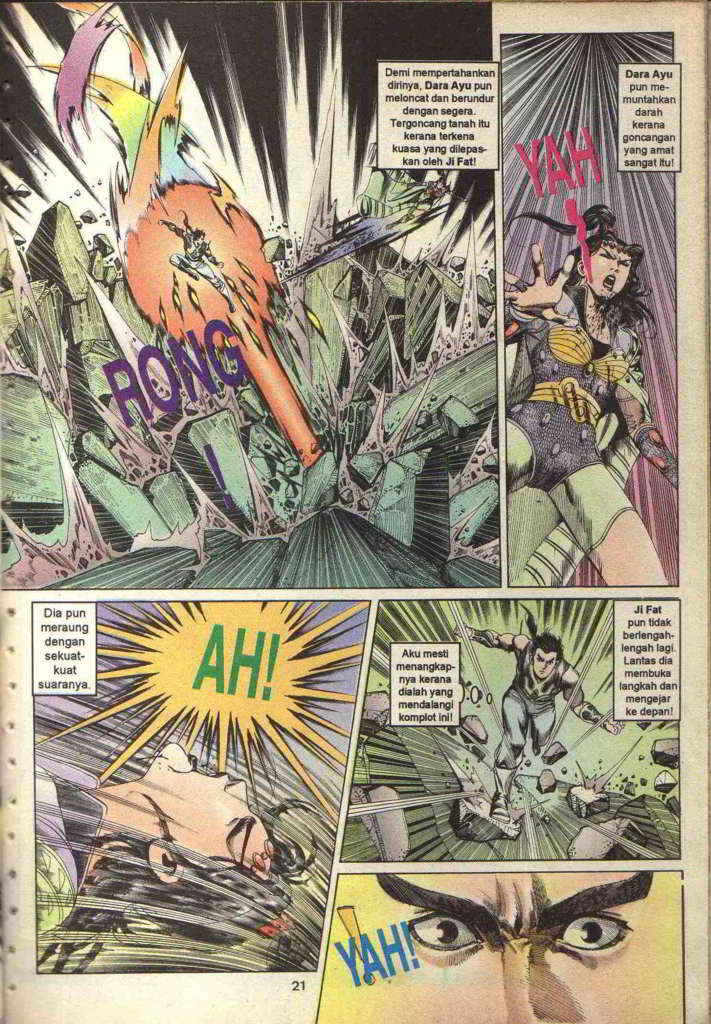 Demi mempertahankan
dirinya, Dara Ayu pun
meloncat dan berundur
dengan segera.
Tergoncang tanah itu
kerana terkena
kuasa yang dilepas-
kan oleh Ji Fat!
RONG
!
Dara Ayu
pun me-
muntahkan
darah
kerana
goncangan
yang amat
sangat itu!
YAH
Dia pun
meraung
dengan
sekuat-
kuat
suaranya.
AH!
Aku mesti
menangkap-
nya kerana
dialah yang
mendalangi
komplot ini!
Ji Fat
pun tidak
berlengah-
lengah lagi.
Lantas dia
membuka
langkah dan
mengejar
ke depan!
YAH!
21